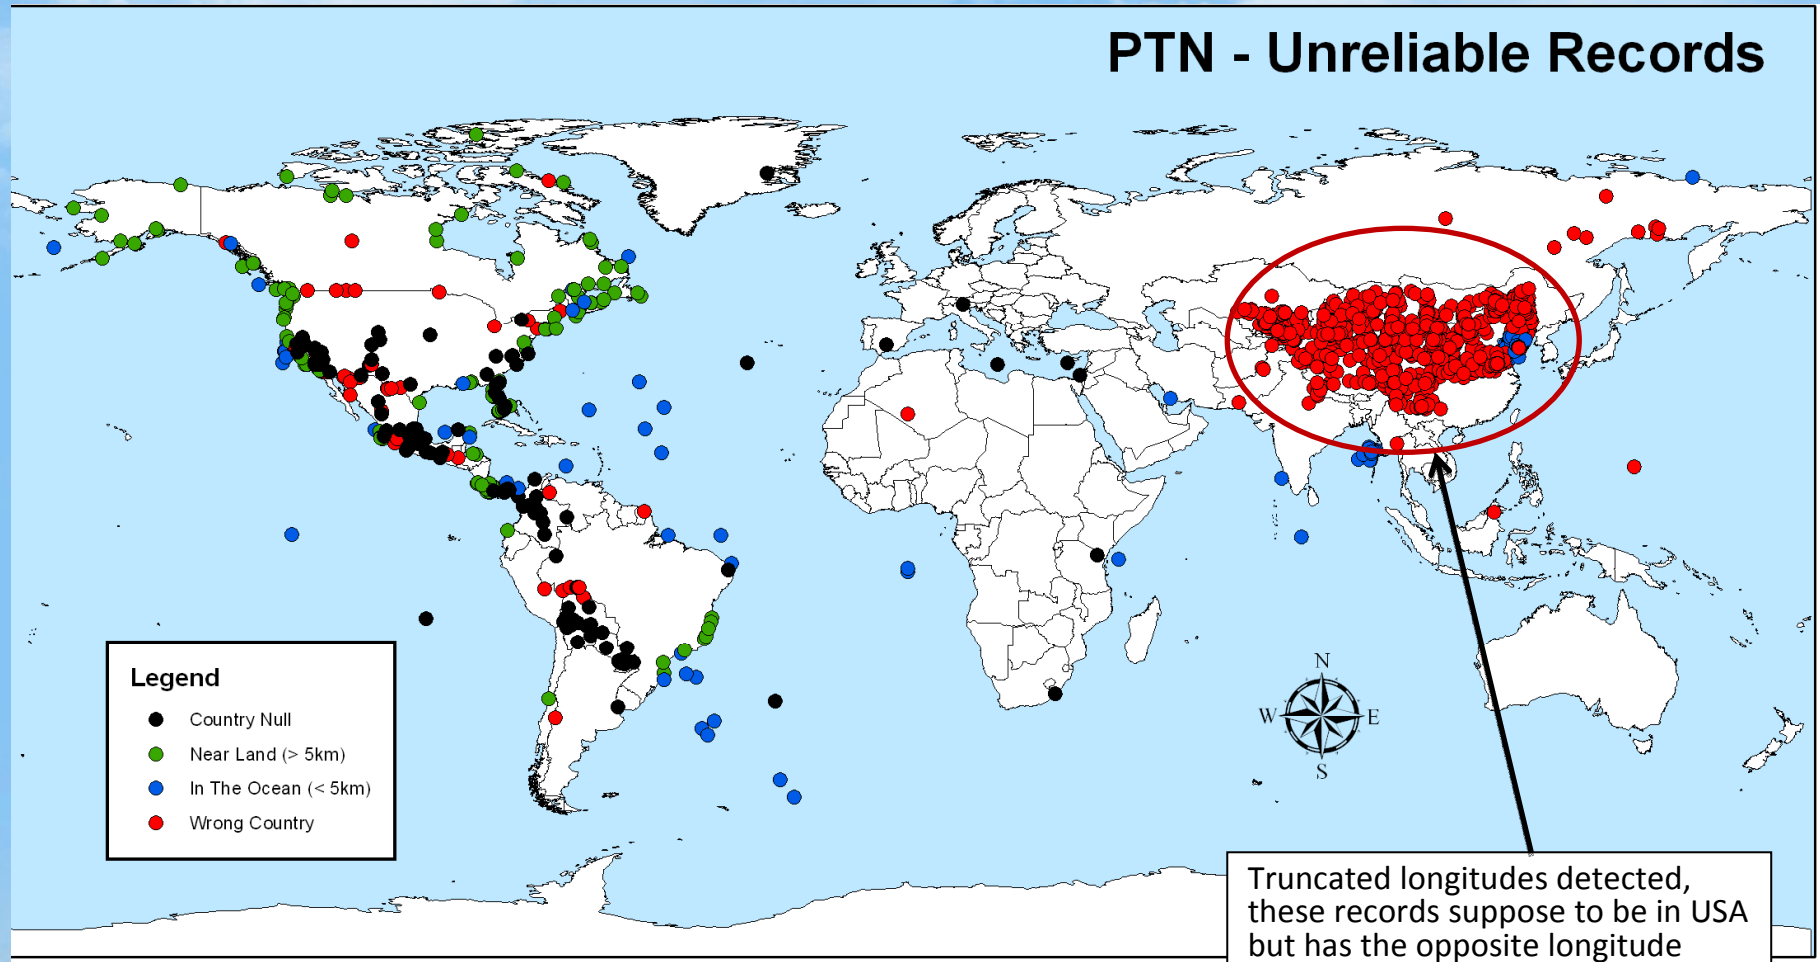 PTN - Unreliable Records
Legend
Country Null
Near Land (> 5km)
In The Ocean (< 5km)
Wrong Country
N
W
E
S
Truncated longitudes detected,
these records suppose to be in USA
but has the opposite longitude